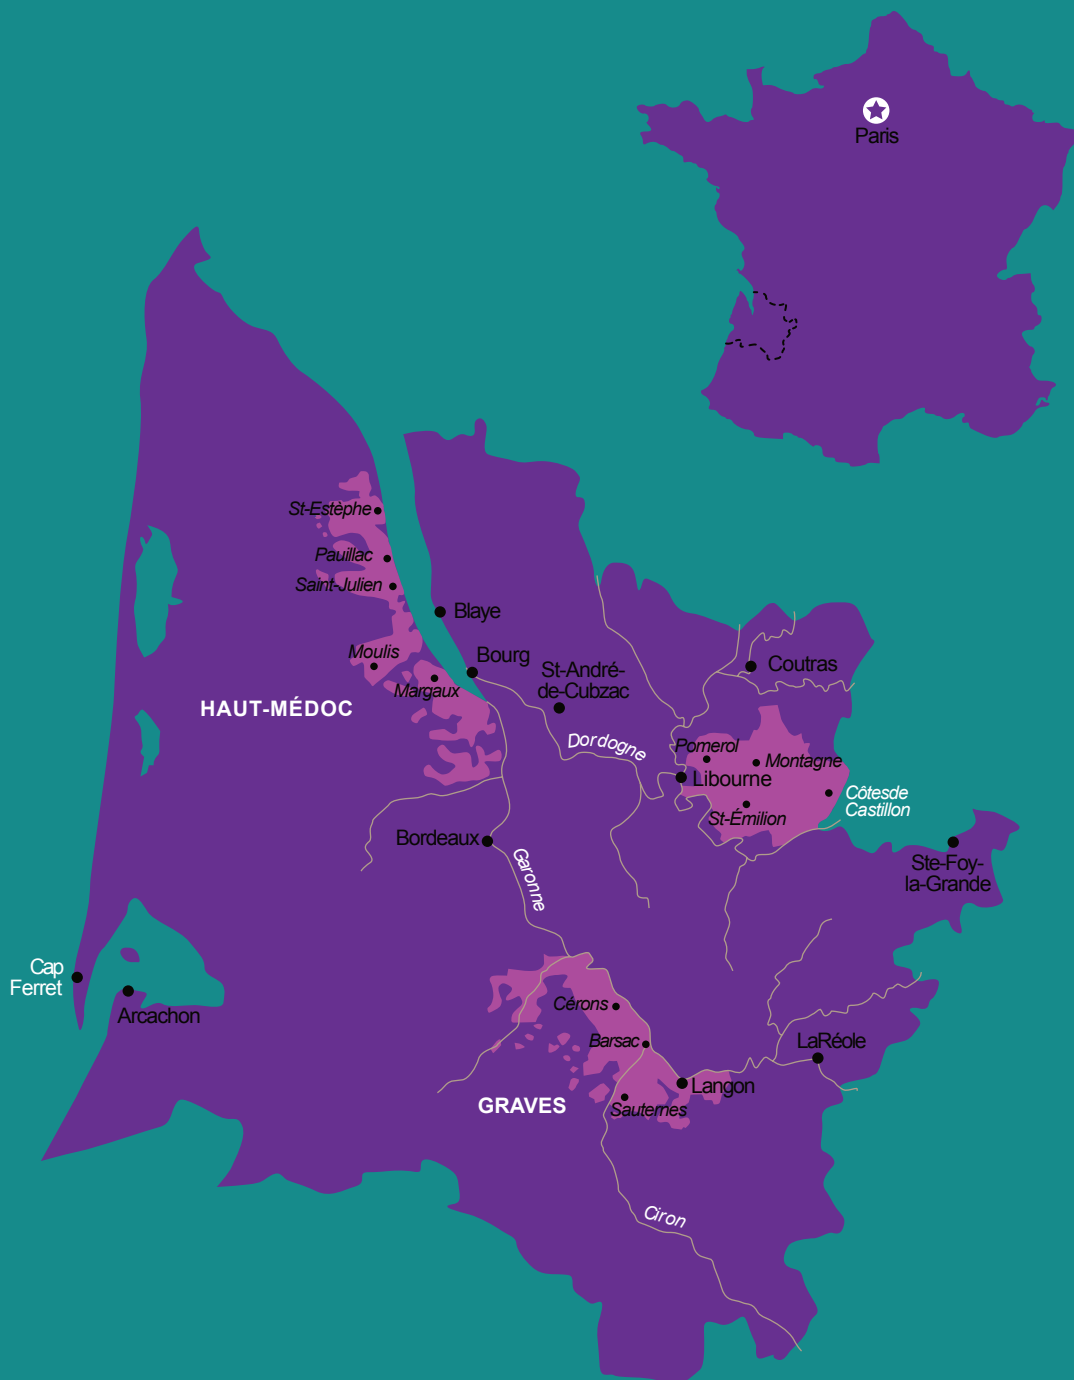 Paris
St-Estèphe
Pauillac
Saint-Julien
Blaye
Moulis
Bourg
St-André-
de-Cubzac
Coutras
Margaux
HAUT-MÉDOC
Dordogne
Pomerol
Montagne
Libourne
Côtesde
Castillon
St-Émilion
Bordeaux
Garonne
Ste-Foy-
la-Grande
Cap
Ferret
Arcachon
Cérons
Barsac
LaRéole
Langon
GRAVES
Sauternes
Ciron